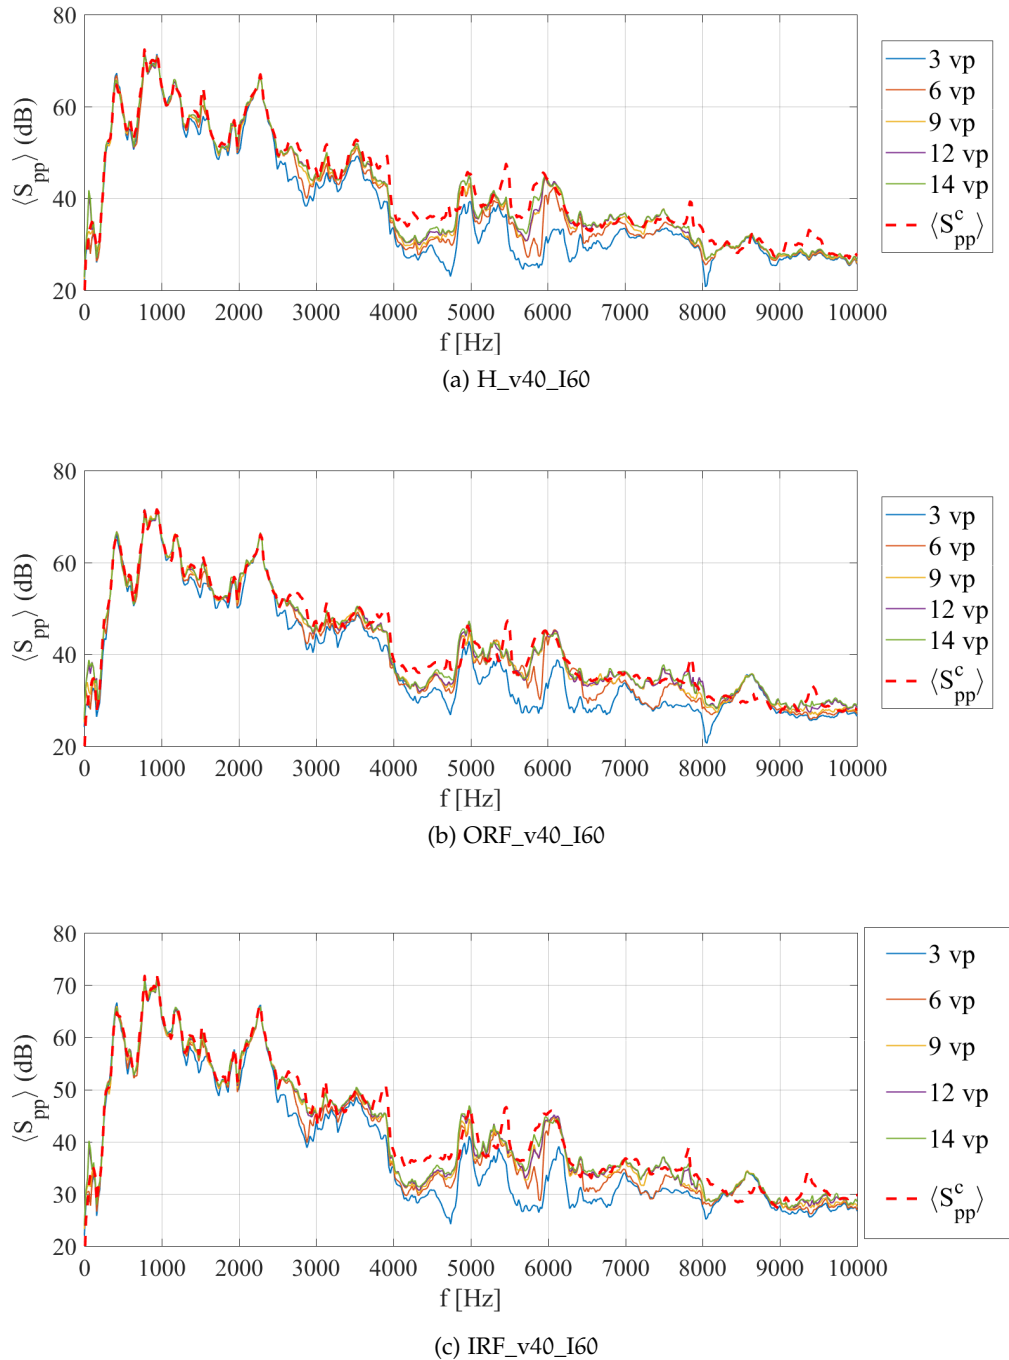 80
60
40
20
⟨S_pp⟩ (dB)
0 1000 2000 3000 4000 5000 6000 7000 8000 9000 10000
f [Hz]
3 vp
6 vp
9 vp
12 vp
14 vp
⟨S^c_pp⟩
(a) H_v40_I60
80
60
40
20
⟨S_pp⟩ (dB)
0 1000 2000 3000 4000 5000 6000 7000 8000 9000 10000
f [Hz]
3 vp
6 vp
9 vp
12 vp
14 vp
⟨S^c_pp⟩
(b) ORF_v40_I60
80
70
60
50
40
30
20
⟨S_pp⟩ (dB)
0 1000 2000 3000 4000 5000 6000 7000 8000 9000 10000
f [Hz]
3 vp
6 vp
9 vp
12 vp
14 vp
⟨S^c_pp⟩
(c) IRF_v40_I60